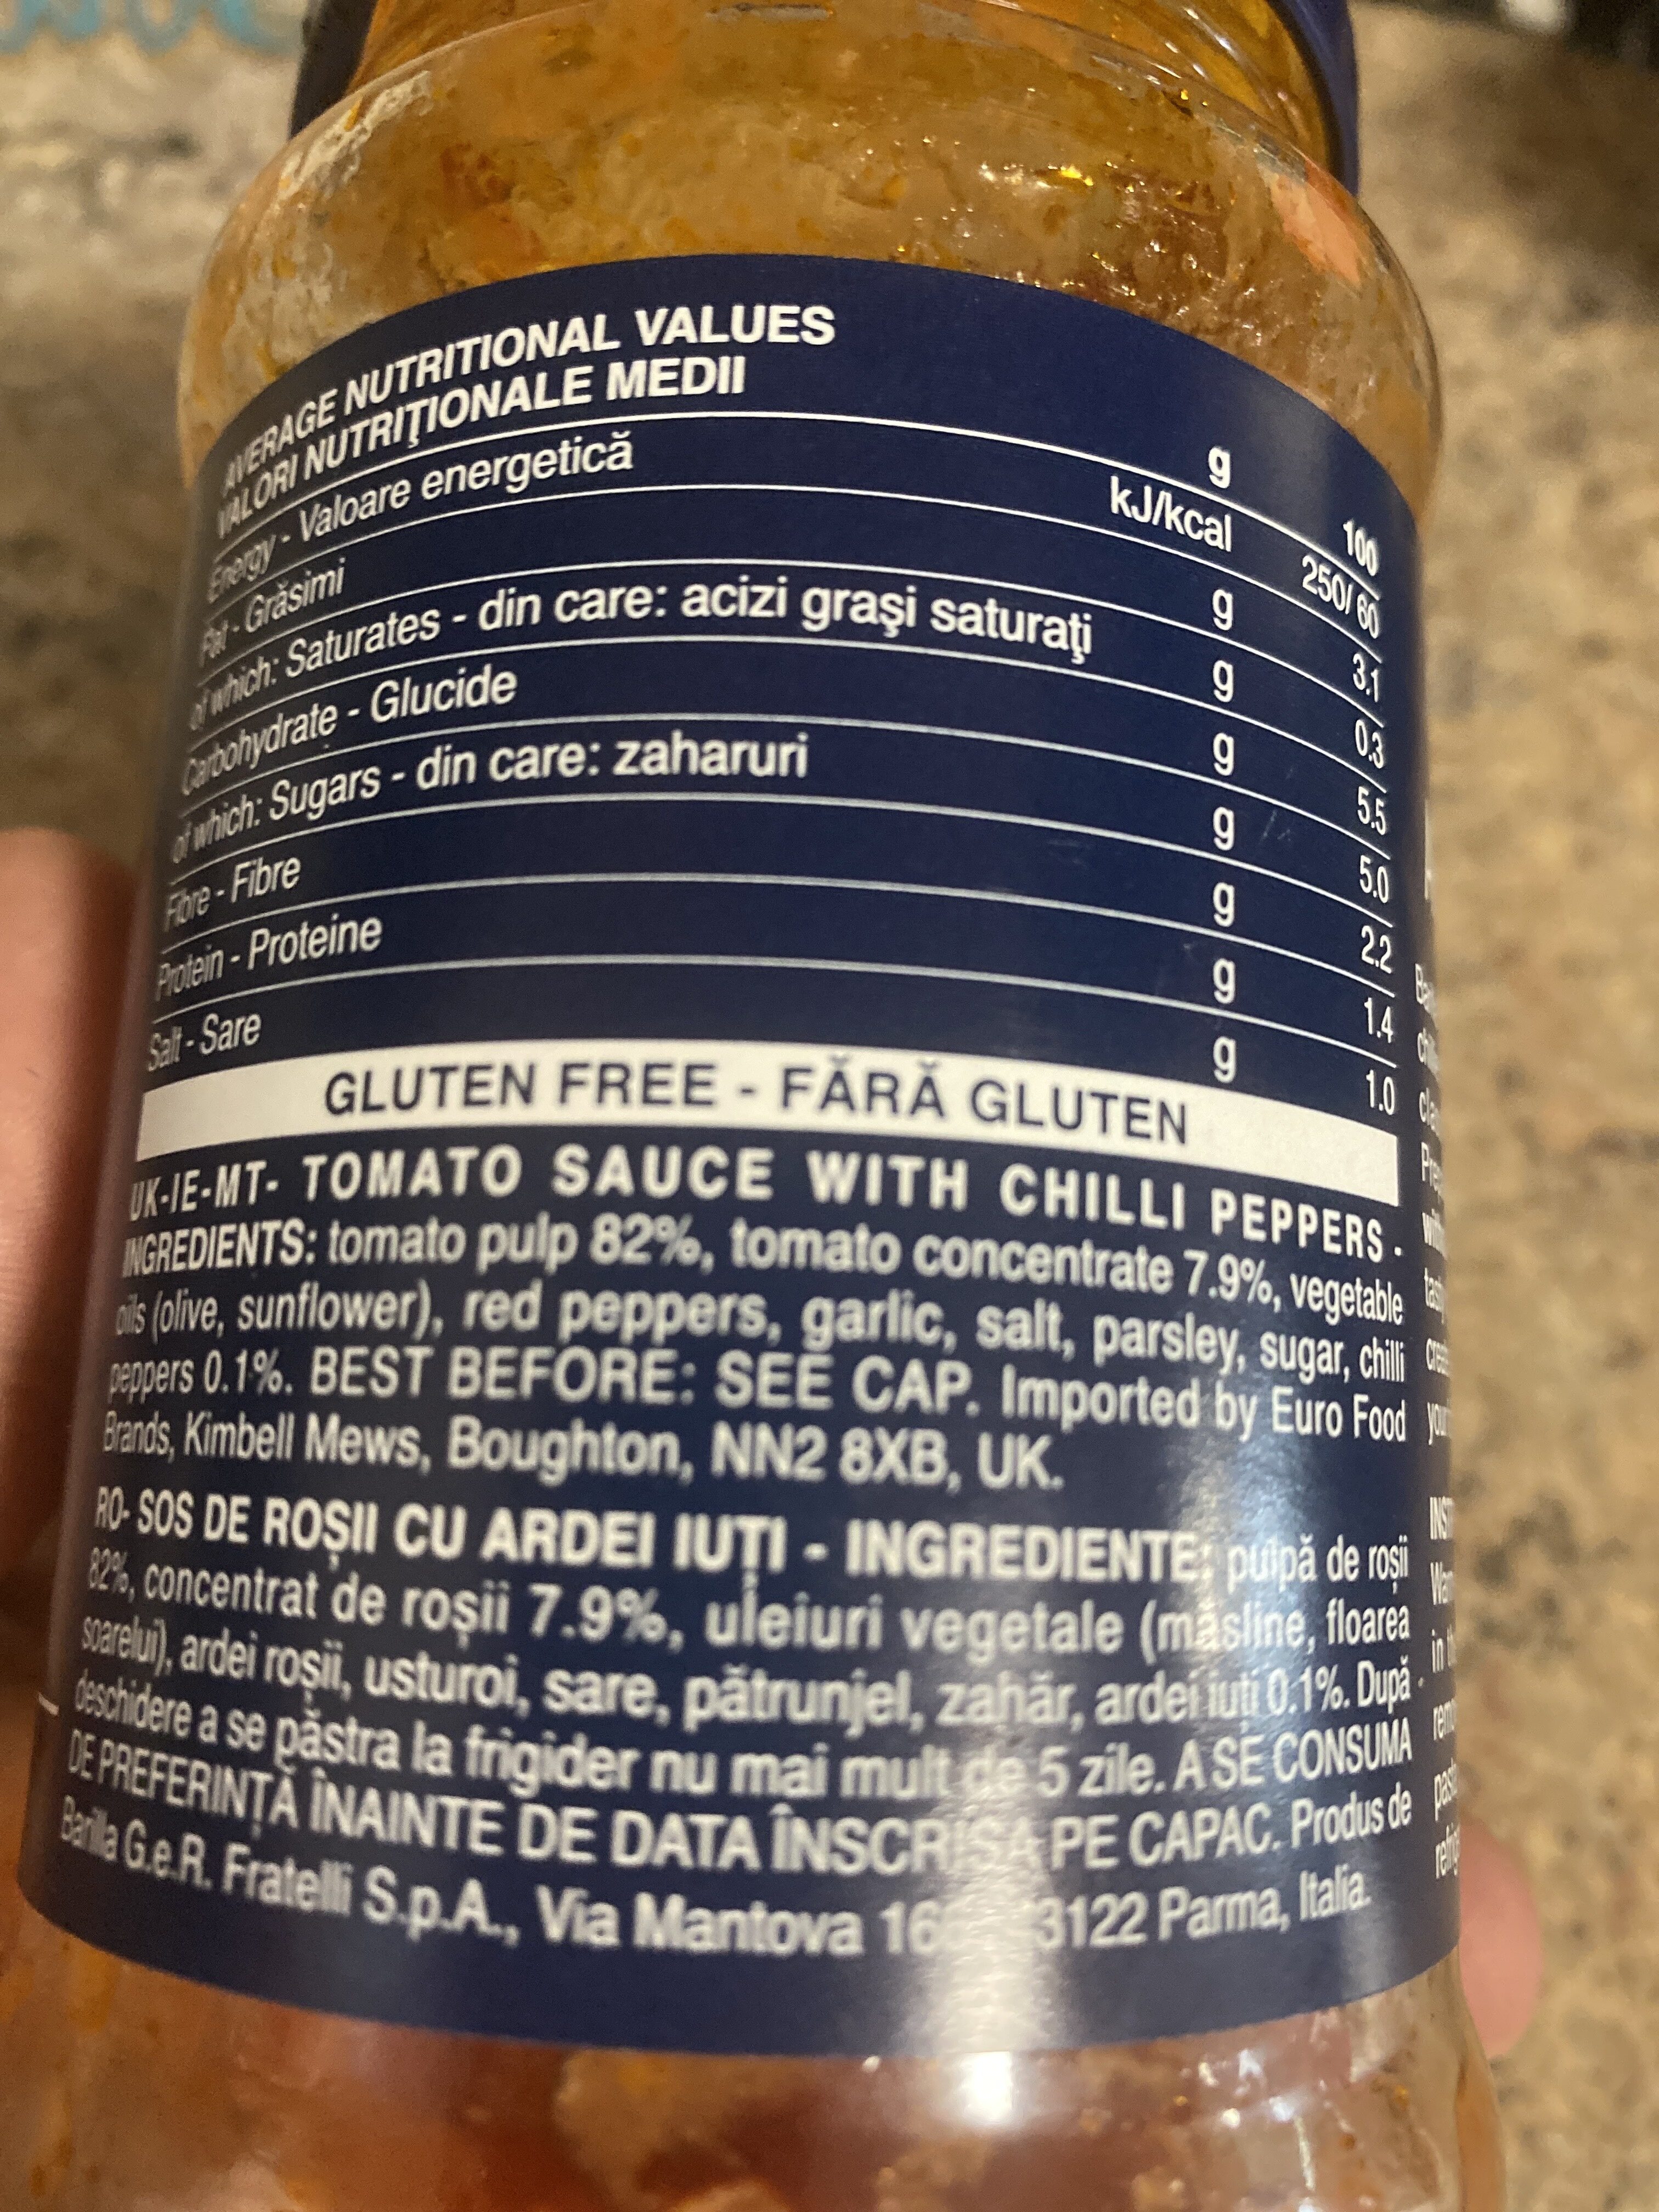 AVERAGE NUTRITIONAL VALUES
VALORI NUTRIŢIONALE MEDII
g 100
Energy - Valoare energetică kJ/kcal 250/ 60
Fat - Grăsimi g 3.1
of which: Saturates - din care: acizi graşi saturaţi g 0.3
Carbohydrate - Glucide g 5.5
of which: Sugars - din care: zaharuri g 5.0
Fibre - Fibre g 2.2
Protein - Proteine g 1.4
Salt - Sare g 1.0
GLUTEN FREE - FĂRĂ GLUTEN
UK-IE-MT- TOMATO SAUCE WITH CHILLI PEPPERS -
INGREDIENTS: tomato pulp 82%, tomato concentrate 7.9%, vegetable
oils (olive, sunflower), red peppers, garlic, salt, parsley, sugar, chilli
peppers 0.1%. BEST BEFORE: SEE CAP. Imported by Euro Food
Brands, Kimbell Mews, Boughton, NN2 8XB, UK.
RO- SOS DE ROȘII CU ARDEI IUȚI - INGREDIENTE: pulpă de roșii
82%, concentrat de roșii 7.9%, uleiuri vegetale (măsline, floarea
soarelui), ardei roșii, usturoi, sare, pătrunjel, zahăr, ardei iuți 0.1%. După
deschidere a se păstra la frigider nu mai mult de 5 zile. A SE CONSUMA
DE PREFERINȚĂ ÎNAINTE DE DATA ÎNSCRISĂ PE CAPAC. Produs de
Barilla G.e.R. Fratelli S.p.A., Via Mantova Parma, Italia.